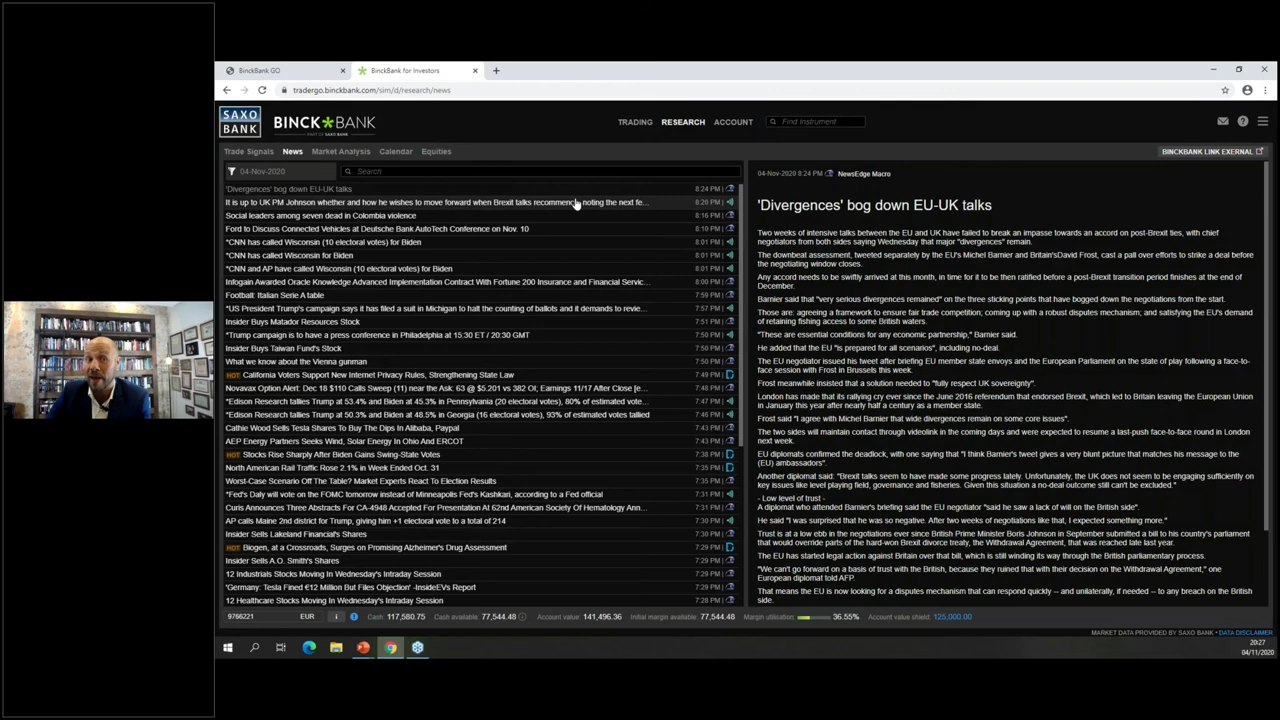 BinckBank GO
BinckBank for Investors
tradergo.binckbank.com/sim/d/research/news
SAXO
BANK
BINCK BANK
PART OF SAXO BANK
TRADING
RESEARCH
ACCOUNT
Find Instrument
Trade Signals
News
Market Analysis
Calendar
Equities
BINCKBANK LINK EXERNAL
04-Nov-2020
Search
'Divergences' bog down EU-UK talks 8:24 PM
It is up to UK PM Johnson whether and how he wishes to move forward when Brexit talks recommence, noting the next fe... 8:20 PM
Social leaders among seven dead in Colombia violence 8:16 PM
Ford to Discuss Connected Vehicles at Deutsche Bank AutoTech Conference on Nov. 10 8:10 PM
*CNN has called Wisconsin (10 electoral votes) for Biden 8:01 PM
*CNN has called Wisconsin for Biden 8:01 PM
*CNN and AP have called Wisconsin (10 electoral votes) for Biden 8:01 PM
Infogain Awarded Oracle Knowledge Advanced Implementation Contract With Fortune 200 Insurance and Financial Servic... 8:00 PM
Football: Italian Serie A table 7:59 PM
*US President Trump's campaign says it has filed a suit in Michigan to halt the counting of ballots and it demands to revie... 7:57 PM
Insider Buys Matador Resources Stock 7:51 PM
*Trump campaign is to have a press conference in Philadelphia at 15:30 ET / 20:30 GMT 7:50 PM
Insider Buys Taiwan Fund's Stock 7:50 PM
What we know about the Vienna gunman 7:50 PM
HOT California Voters Support New Internet Privacy Rules, Strengthening State Law 7:49 PM
Novavax Option Alert: Dec 18 $110 Calls Sweep (11) near the Ask: 63 @ $5.201 vs 382 OI; Earnings 11/17 After Close [e... 7:48 PM
*Edison Research tallies Trump at 53.4% and Biden at 45.3% in Pennsylvania (20 electoral votes), 80% of estimated vote... 7:47 PM
*Edison Research tallies Trump at 50.3% and Biden at 48.5% in Georgia (16 electoral votes), 93% of estimated votes tallied 7:46 PM
Cathie Wood Sells Tesla Shares To Buy The Dips In Alibaba, Paypal 7:43 PM
AEP Energy Partners Seeks Wind, Solar Energy In Ohio And ERCOT 7:43 PM
HOT Stocks Rise Sharply After Biden Gains Swing-State Votes 7:38 PM
North American Rail Traffic Rose 2.1% in Week Ended Oct. 31 7:35 PM
Worst-Case Scenario Off The Table? Market Experts React To Election Results 7:35 PM
*Fed's Daly will vote on the FOMC tomorrow instead of Minneapolis Fed's Kashkari, according to a Fed official 7:31 PM
Curis Announces Three Abstracts For CA-4948 Accepted For Presentation At 62nd American Society Of Hematology Ann... 7:31 PM
AP calls Maine 2nd district for Trump, giving him +1 electoral vote to a total of 214 7:30 PM
Insider Sells Lakeland Financial's Shares 7:30 PM
HOT Biogen, at a Crossroads, Surges on Promising Alzheimer's Drug Assessment 7:29 PM
Insider Sells A.O. Smith's Shares 7:29 PM
12 Industrials Stocks Moving In Wednesday's Intraday Session 7:29 PM
'Germany: Tesla Fined €12 Million But Files Objection' -InsideEVs Report 7:29 PM
12 Healthcare Stocks Moving In Wednesday's Intraday Session 7:28 PM
04-Nov-2020 8:24 PM NewsEdge Macro
'Divergences' bog down EU-UK talks
Two weeks of intensive talks between the EU and UK have failed to break an impasse towards an accord on post-Brexit ties, with chief
negotiators from both sides saying Wednesday that major "divergences" remain.
The downbeat assessment, tweeted separately by the EU's Michel Barnier and Britain'sDavid Frost, cast a pall over efforts to strike a deal before
the negotiating window closes.
Any accord needs to be swiftly arrived at this month, in time for it to be then ratified before a post-Brexit transition period finishes at the end of
December.
Barnier said that "very serious divergences remained" on the three sticking points that have bogged down the negotiations from the start.
Those are: agreeing a framework to ensure fair trade competition; coming up with a robust disputes mechanism; and satisfying the EU's demand
of retaining fishing access to some British waters.
"These are essential conditions for any economic partnership," Barnier said.
He added that the EU "is prepared for all scenarios", including no-deal.
The EU negotiator issued his tweet after briefing EU member state envoys and the European Parliament on the state of play following a face-to-
face session with Frost in Brussels this week.
Frost meanwhile insisted that a solution needed to "fully respect UK sovereignty".
London has made that its rallying cry ever since the June 2016 referendum that endorsed Brexit, which led to Britain leaving the European Union
in January this year after nearly half a century as a member state.
Frost said "I agree with Michel Barnier that wide divergences remain on some core issues".
The two sides will maintain contact through videolink in the coming days and were expected to resume a last-push face-to-face round in London
next week.
EU diplomats confirmed the deadlock, with one saying that "I think Barnier's tweet gives a very blunt picture that matches his message to the
(EU) ambassadors".
Another diplomat said: "Brexit talks seem to have made some progress lately. Unfortunately, the UK does not seem to be engaging sufficiently on
key issues like level playing field, governance and fisheries. Given this situation a no-deal outcome still can't be excluded."
- Low level of trust -
A diplomat who attended Barnier's briefing said the EU negotiator "said he saw a lack of will on the British side".
He said "I was surprised that he was so negative. After two weeks of negotiations like that, I expected something more."
Trust is at a low ebb in the negotiations ever since British Prime Minister Boris Johnson in September submitted a bill to his country's parliament
that would override parts of the hard-won Brexit divorce treaty, the Withdrawal Agreement, that was reached late last year.
The EU has started legal action against Britain over that bill, which is still winding its way through the British parliamentary process.
"We can't go forward on a basis of trust with the British, because they ruined that with their decision on the Withdrawal Agreement," one
European diplomat told AFP.
That means the EU is now looking for a disputes mechanism that can respond quickly -- and unilaterally, if needed -- to any breach on the British
side.
9766221 EUR
Cash: 117,580.75
Cash available: 77,544.48
Account value: 141,496.36
Initial margin available: 77,544.48
Margin utilisation: 36.55%
Account value shield: 125,000.00
MARKET DATA PROVIDED BY SAXO BANK • DATA DISCLAIMER
20:27
04/11/2020